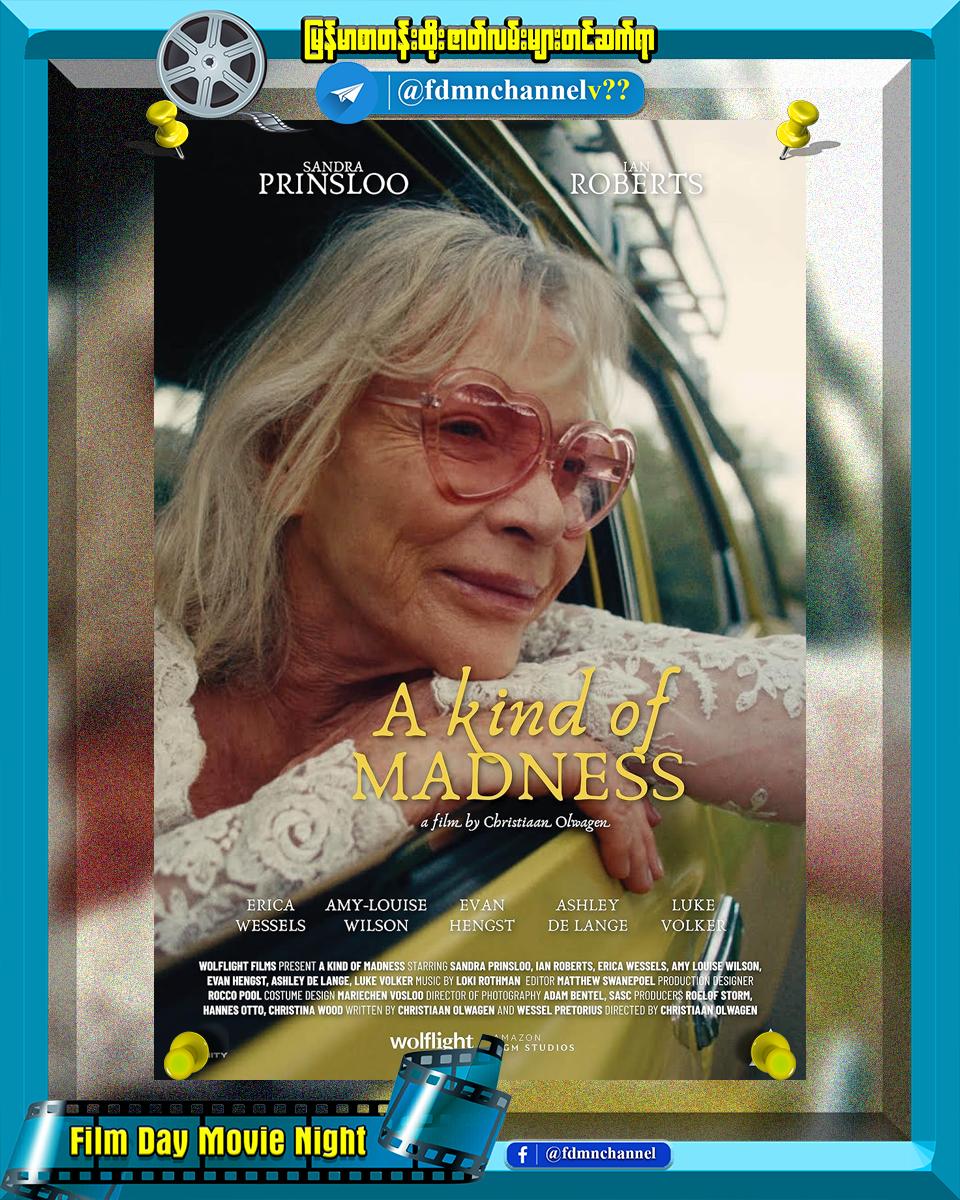 မြန်မာစာတန်းထိုးဇာတ်လမ်းများတင်ဆက်ရာ
@fdmnchannelv??
SANDRA
PRINSLOO
IAN
ROBERTS
A kind of
MADNESS
a film by Christiaan Olwagen
ERICA
WESSELS
AMY-LOUISE
WILSON
EVAN
HENGST
ASHLEY
DE LANGE
LUKE
VOLKER
WOLFLIGHT FILMS PRESENT A KIND OF MADNESS STARRING SANDRA PRINSLOO, IAN ROBERTS, ERICA WESSELS, AMY LOUISE WILSON,
EVAN HENGST, ASHLEY DE LANGE, LUKE VOLKER MUSIC BY LOKI ROTHMAN EDITOR MATTHEW SWANEPOEL PRODUCTION DESIGNER
ROCCO POOL COSTUME DESIGN MARIECHEN VOSLOO DIRECTOR OF PHOTOGRAPHY ADAM BENTEL, SASC PRODUCERS ROELOF STORM,
HANNES OTTO, CHRISTINA WOOD WRITTEN BY CHRISTIAAN OLWAGEN AND WESSEL PRETORIUS DIRECTED BY CHRISTIAAN OLWAGEN
wolflight
STUDIOS
Film Day Movie Night
@fdmnchannel